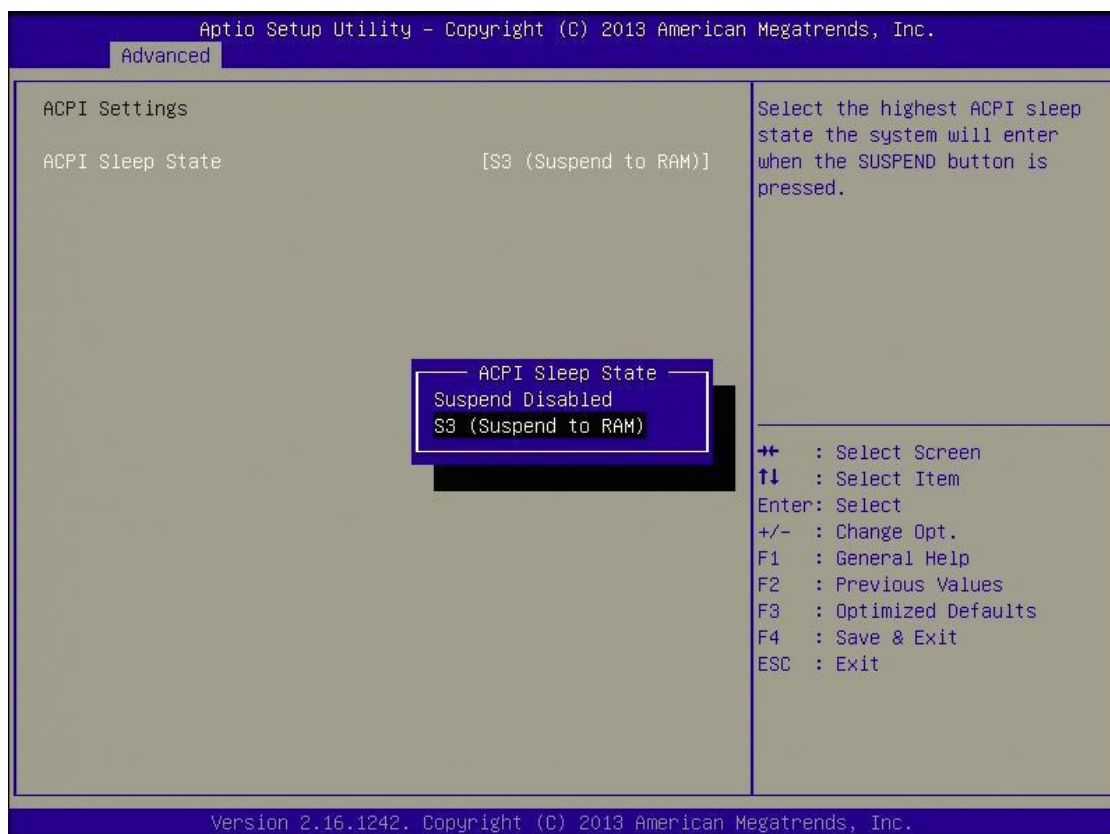 Aptio Setup Utility – Copyright (C) 2013 American Megatrends, Inc.
Advanced
ACPI Settings
ACPI Sleep State [S3 (Suspend to RAM)]
Select the highest ACPI sleep
state the system will enter
when the SUSPEND button is
pressed.
ACPI Sleep State
Suspend Disabled
S3 (Suspend to RAM)
→← : Select Screen
↑↓ : Select Item
Enter: Select
+/- : Change Opt.
F1 : General Help
F2 : Previous Values
F3 : Optimized Defaults
F4 : Save & Exit
ESC : Exit
Version 2.16.1242. Copyright (C) 2013 American Megatrends, Inc.